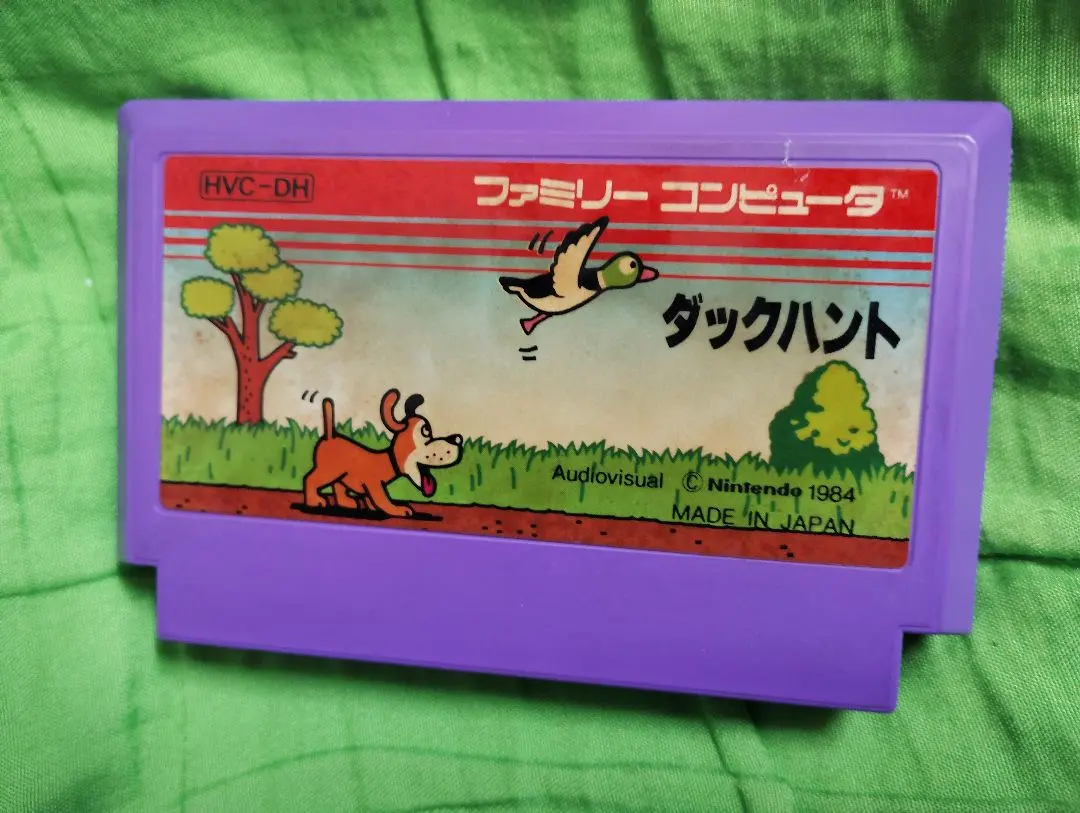 HVC-DH
ファミリー コンピュータ™
ダックハント
Audiovisual © Nintendo 1984
MADE IN JAPAN